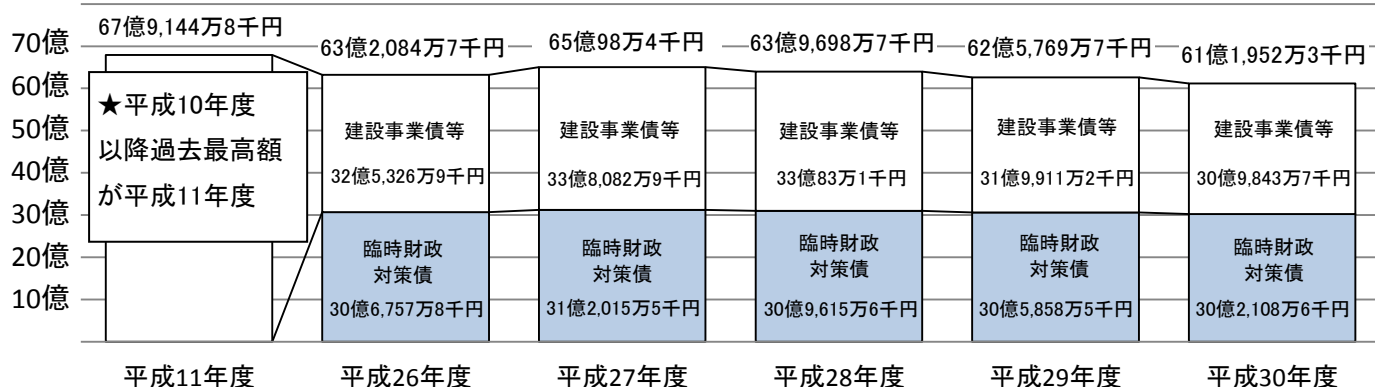 67億9,144万8千円
63億2,084万7千円
65億98万4千円
63億9,698万7千円
62億5,769万7千円
61億1,952万3千円
70億
60億
50億
40億
30億
20億
10億
★平成10年度
以降過去最高額
が平成11年度
建設事業債等
32億5,326万9千円
建設事業債等
33億8,082万9千円
建設事業債等
33億83万1千円
建設事業債等
31億9,911万2千円
建設事業債等
30億9,843万7千円
臨時財政
対策債
30億6,757万8千円
臨時財政
対策債
31億2,015万5千円
臨時財政
対策債
30億9,615万6千円
臨時財政
対策債
30億5,858万5千円
臨時財政
対策債
30億2,108万6千円
平成11年度
平成26年度
平成27年度
平成28年度
平成29年度
平成30年度